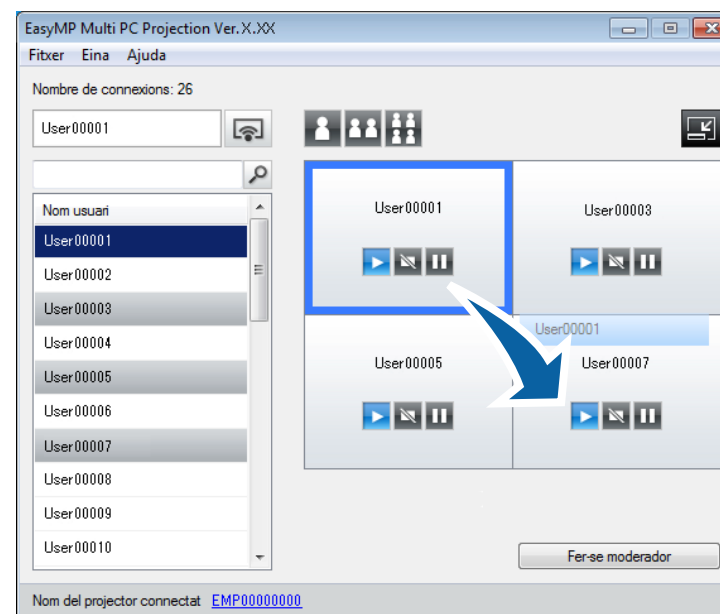 EasyMP Multi PC Projection Ver.X.XX
Fitxer Eina Ajuda
Nombre de connexions: 26
User00001
Nom usuari
User00001
User00002
User00003
User00004
User00005
User00006
User00007
User00008
User00009
User00010
User00001
User00003
User00001
User00005
User00007
Fer-se moderador
Nom del projector connectat EMP00000000